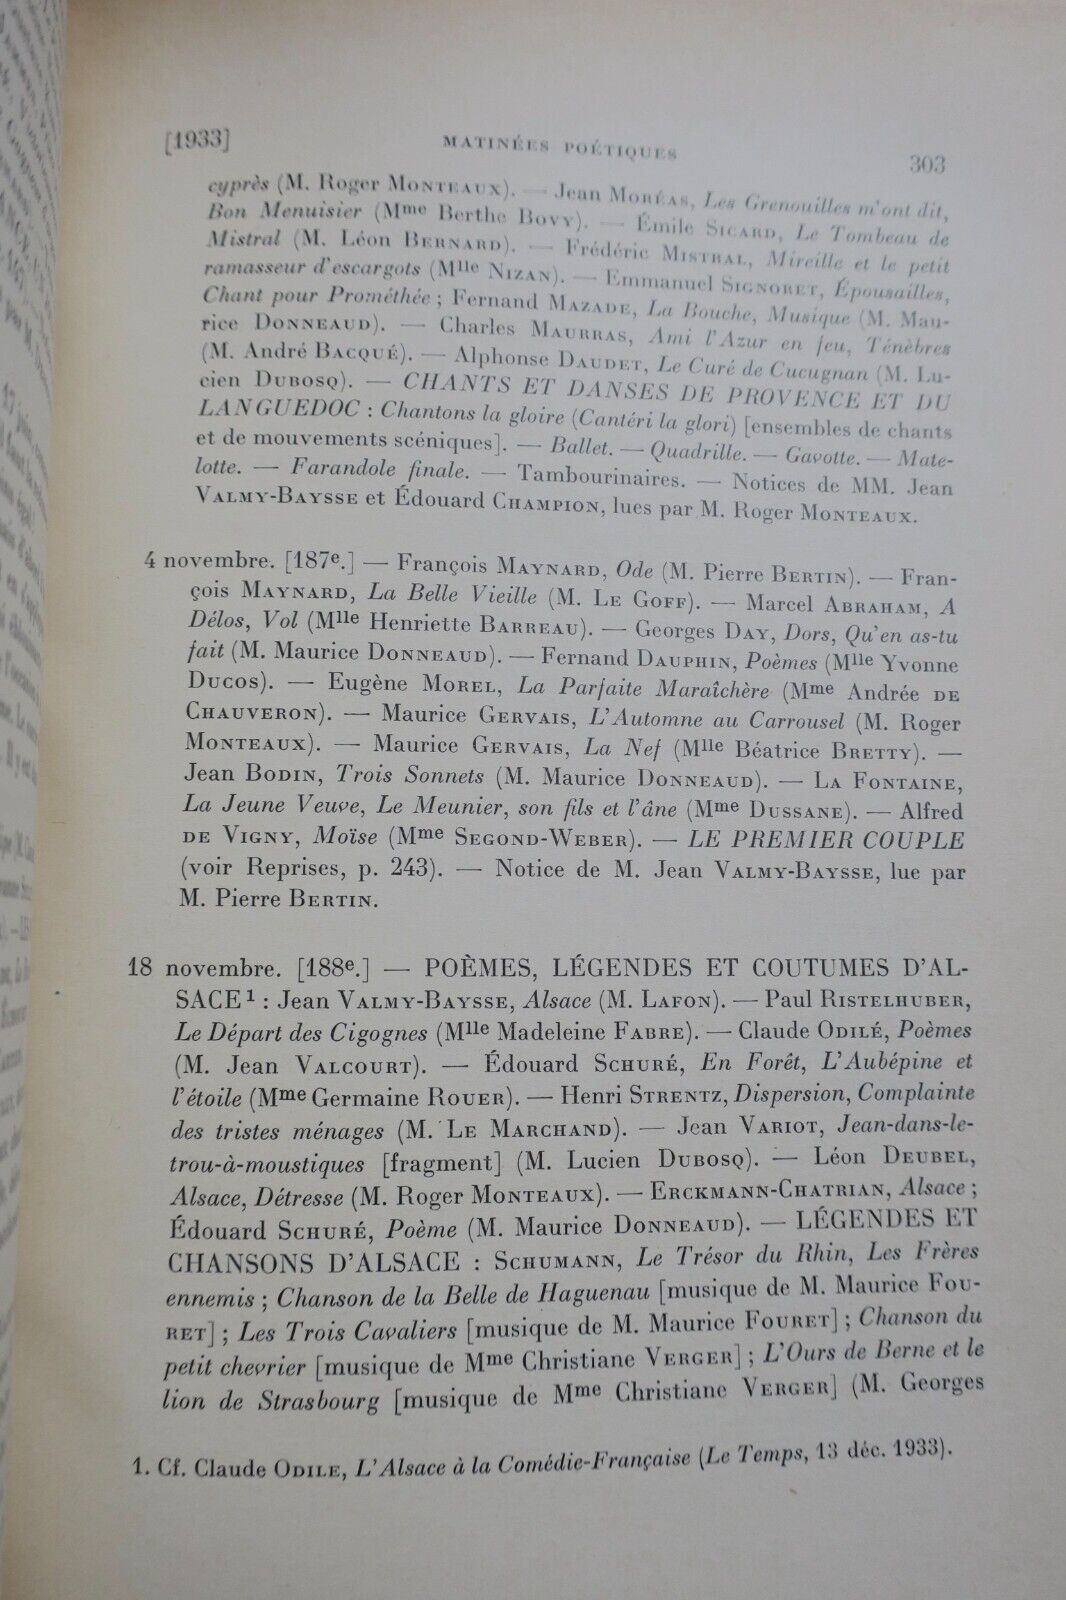 [1933] MATINÉES POÉTIQUES 303
cyprès (M. Roger MONTEAUX). — Jean MORÉAS, Les Grenouilles m'ont dit,
Bon Menuisier (Mme Berthe BOVY). — Émile SICARD, Le Tombeau de
Mistral (M. Léon BERNARD). — Frédéric MISTRAL, Mireille et le petit
ramasseur d'escargots (Mlle NIZAN). — Emmanuel SIGNORET, Épousailles,
Chant pour Prométhée ; Fernand MAZADE, La Bouche, Musique (M. Mau-
rice DONNEAUD). — Charles MAURRAS, Ami l'Azur en jeu, Ténèbres
(M. André BACQUÉ). — Alphonse DAUDET, Le Curé de Cucugnan (M. Lu-
cien DUBOSQ). — CHANTS ET DANSES DE PROVENCE ET DU
LANGUEDOC : Chantons la gloire (Cantéri la glori) [ensembles de chants
et de mouvements scéniques]. — Ballet. — Quadrille. — Gavotte. — Mate-
lotte. — Farandole finale. — Tambourinaires. — Notices de MM. Jean
VALMY-BAYSSE et Édouard CHAMPION, lues par M. Roger MONTEAUX.
4 novembre. [187e.] — François MAYNARD, Ode (M. Pierre BERTIN). — Fran-
çois MAYNARD, La Belle Vieille (M. LE GOFF). — Marcel ABRAHAM, A
Délos, Vol (Mlle Henriette BARREAU). — Georges DAY, Dors, Qu'en as-tu
fait (M. Maurice DONNEAUD). — Fernand DAUPHIN, Poèmes (Mlle Yvonne
DUCOS). — Eugène MOREL, La Parfaite Maraîchère (Mme Andrée DE
CHAUVERON). — Maurice GERVAIS, L'Automne au Carrousel (M. Roger
MONTEAUX). — Maurice GERVAIS, La Nef (Mlle Béatrice BRETTY). —
Jean BODIN, Trois Sonnets (M. Maurice DONNEAUD). — LA FONTAINE,
La Jeune Veuve, Le Meunier, son fils et l'âne (Mme DUSSANE). — Alfred
DE VIGNY, Moïse (Mme SEGOND-WEBER). — LE PREMIER COUPLE
(voir Reprises, p. 243). — Notice de M. Jean VALMY-BAYSSE, lue par
M. Pierre BERTIN.
18 novembre. [188e.] — POÈMES, LÉGENDES ET COUTUMES D'AL-
SACE1 : Jean VALMY-BAYSSE, Alsace (M. LAFON). — Paul RISTELHUBER,
Le Départ des Cigognes (Mlle Madeleine FABRE). — Claude ODILÉ, Poèmes
(M. Jean VALCOURT). — Édouard SCHURÉ, En Forêt, L'Aubépine et
l'étoile (Mme Germaine ROUER). — Henri STRENTZ, Dispersion, Complainte
des tristes ménages (M. LE MARCHAND). — Jean VARIOT, Jean-dans-le-
trou-à-moustiques [fragment] (M. Lucien DUBOSQ). — Léon DEUBEL,
Alsace, Détresse (M. Roger MONTEAUX). — ERCKMANN-CHATRIAN, Alsace ;
Édouard SCHURÉ, Poème (M. Maurice DONNEAUD). — LÉGENDES ET
CHANSONS D'ALSACE : SCHUMANN, Le Trésor du Rhin, Les Frères
ennemis ; Chanson de la Belle de Haguenau [musique de M. Maurice FOU-
RET] ; Les Trois Cavaliers [musique de M. Maurice FOURET] ; Chanson du
petit chevrier [musique de Mme Christiane VERGER] ; L'Ours de Berne et le
lion de Strasbourg [musique de Mme Christiane VERGER] (M. Georges
1. Cf. Claude ODILE, L'Alsace à la Comédie-Française (Le Temps, 13 déc. 1933).